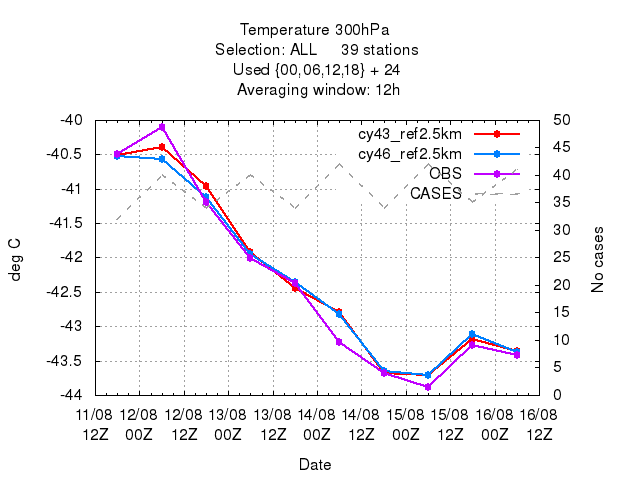 Temperature 300hPa
Selection: ALL     39 stations
Used {00,06,12,18} + 24
Averaging window: 12h
-40
-40.5
-41
-41.5
-42
-42.5
-43
-43.5
-44
deg C
cy43_ref2.5km
cy46_ref2.5km
OBS
CASES
50
45
40
35
30
25
20
15
10
5
0
No cases
11/08 12/08 12/08 13/08 13/08 14/08 14/08 15/08 15/08 16/08 16/08
12Z 00Z 12Z 00Z 12Z 00Z 12Z 00Z 12Z 00Z 12Z
Date